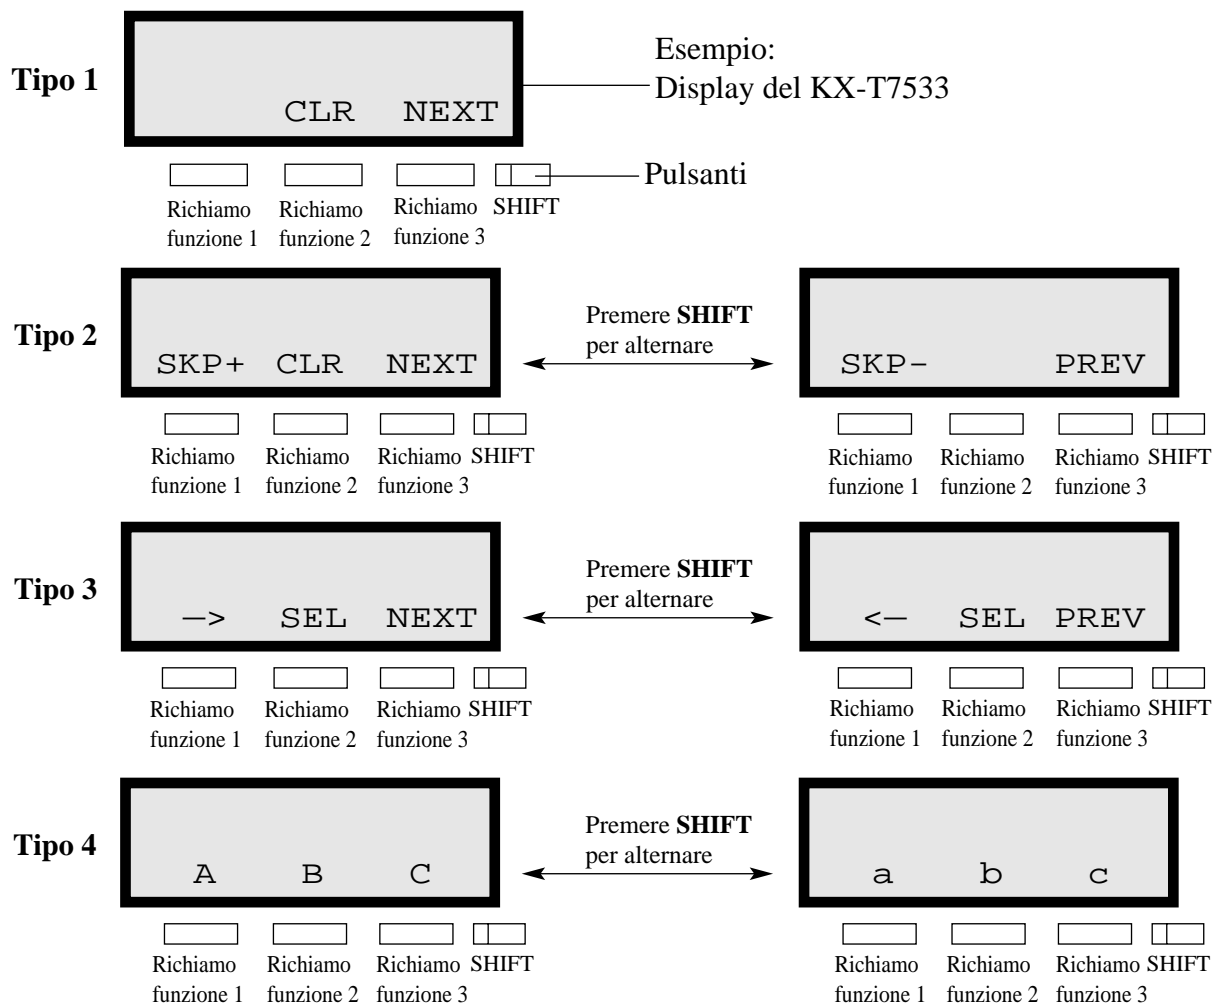 Tipo 1
CLR NEXT
Esempio:
Display del KX-T7533
Pulsanti
Richiamo funzione 1
Richiamo funzione 2
Richiamo funzione 3
SHIFT
Tipo 2
SKP+ CLR NEXT
Premere SHIFT
per alternare
SKP- PREV
Richiamo funzione 1
Richiamo funzione 2
Richiamo funzione 3
SHIFT
Richiamo funzione 1
Richiamo funzione 2
Richiamo funzione 3
SHIFT
Tipo 3
—> SEL NEXT
Premere SHIFT
per alternare
<— SEL PREV
Richiamo funzione 1
Richiamo funzione 2
Richiamo funzione 3
SHIFT
Richiamo funzione 1
Richiamo funzione 2
Richiamo funzione 3
SHIFT
Tipo 4
A B C
Premere SHIFT
per alternare
a b c
Richiamo funzione 1
Richiamo funzione 2
Richiamo funzione 3
SHIFT
Richiamo funzione 1
Richiamo funzione 2
Richiamo funzione 3
SHIFT